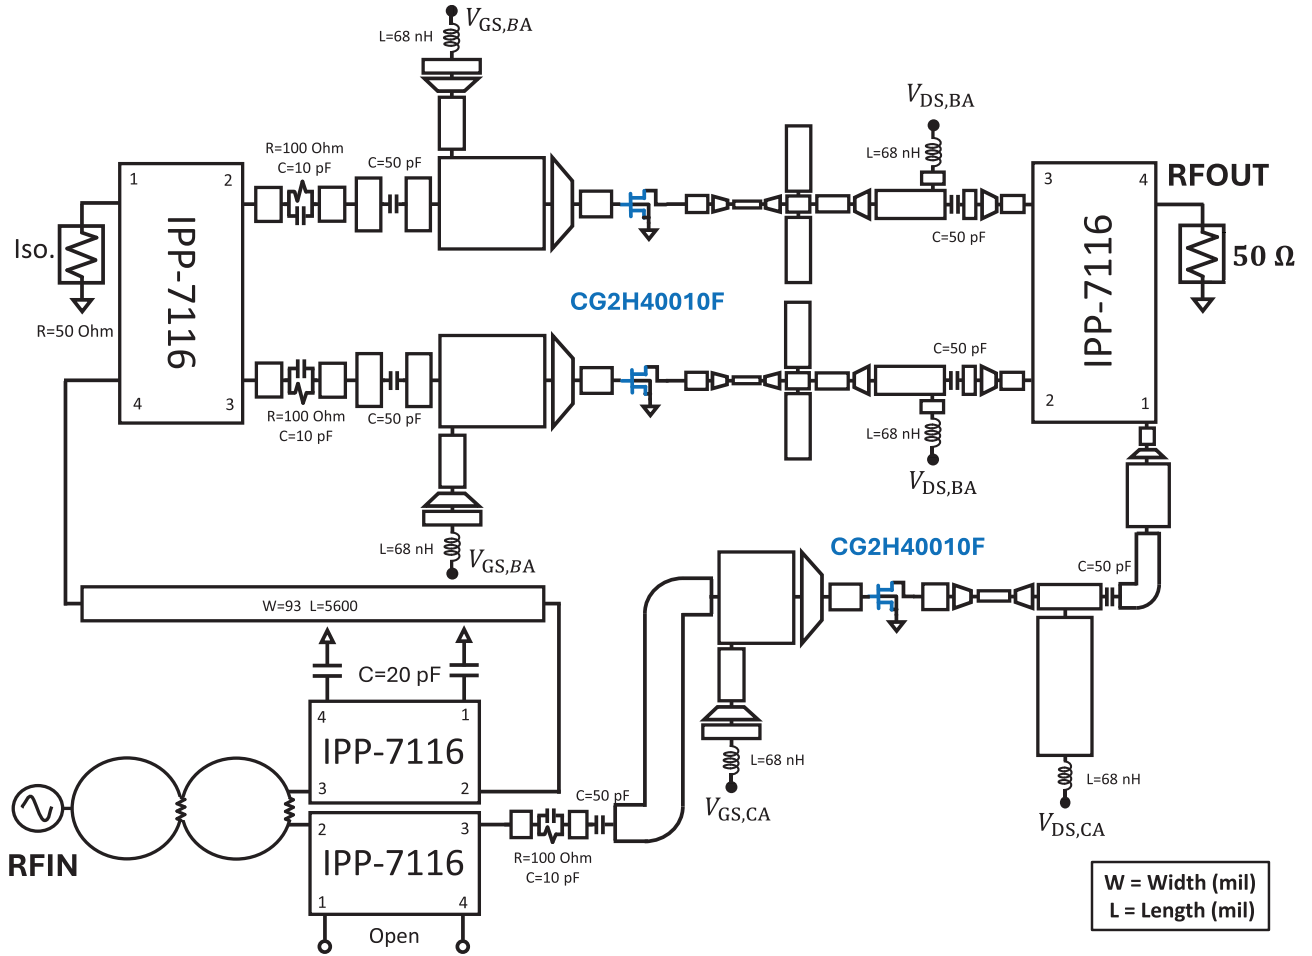 V_GS,BA
L=68 nH
R=100 Ohm
C=10 pF
C=50 pF
1
2
IPP-7116
4
3
Iso.
R=50 Ohm
CG2H40010F
V_DS,BA
L=68 nH
C=50 pF
3
4
IPP-7116
2
1
RFOUT
50 Ω
R=100 Ohm
C=10 pF
C=50 pF
L=68 nH
V_GS,BA
C=50 pF
L=68 nH
V_DS,BA
W=93 L=5600
C=20 pF
4
1
IPP-7116
3
2
RFIN
2
3
IPP-7116
1
4
Open
C=50 pF
R=100 Ohm
C=10 pF
CG2H40010F
C=50 pF
L=68 nH
V_GS,CA
L=68 nH
V_DS,CA
W = Width (mil)
L = Length (mil)